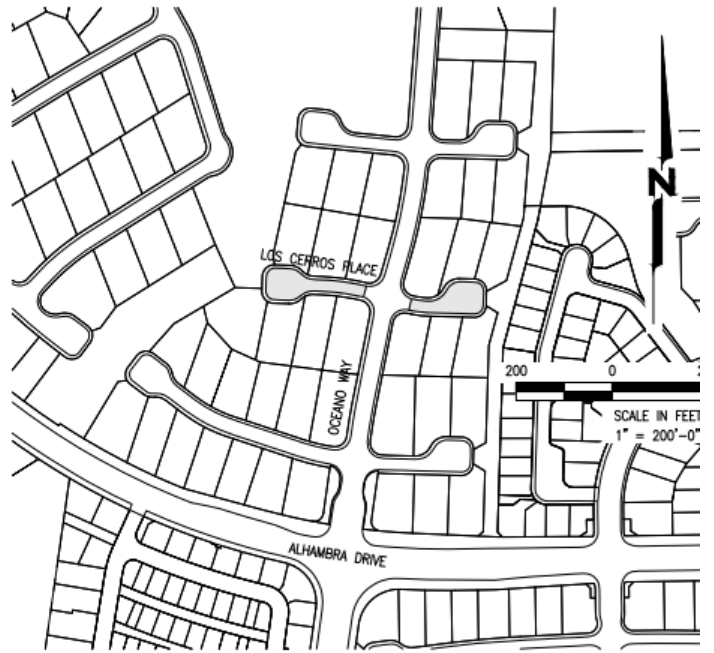 N
LOS CERROS PLACE
OCEANO WAY
200 0
SCALE IN FEET
1" = 200'-0"
ALHAMBRA DRIVE